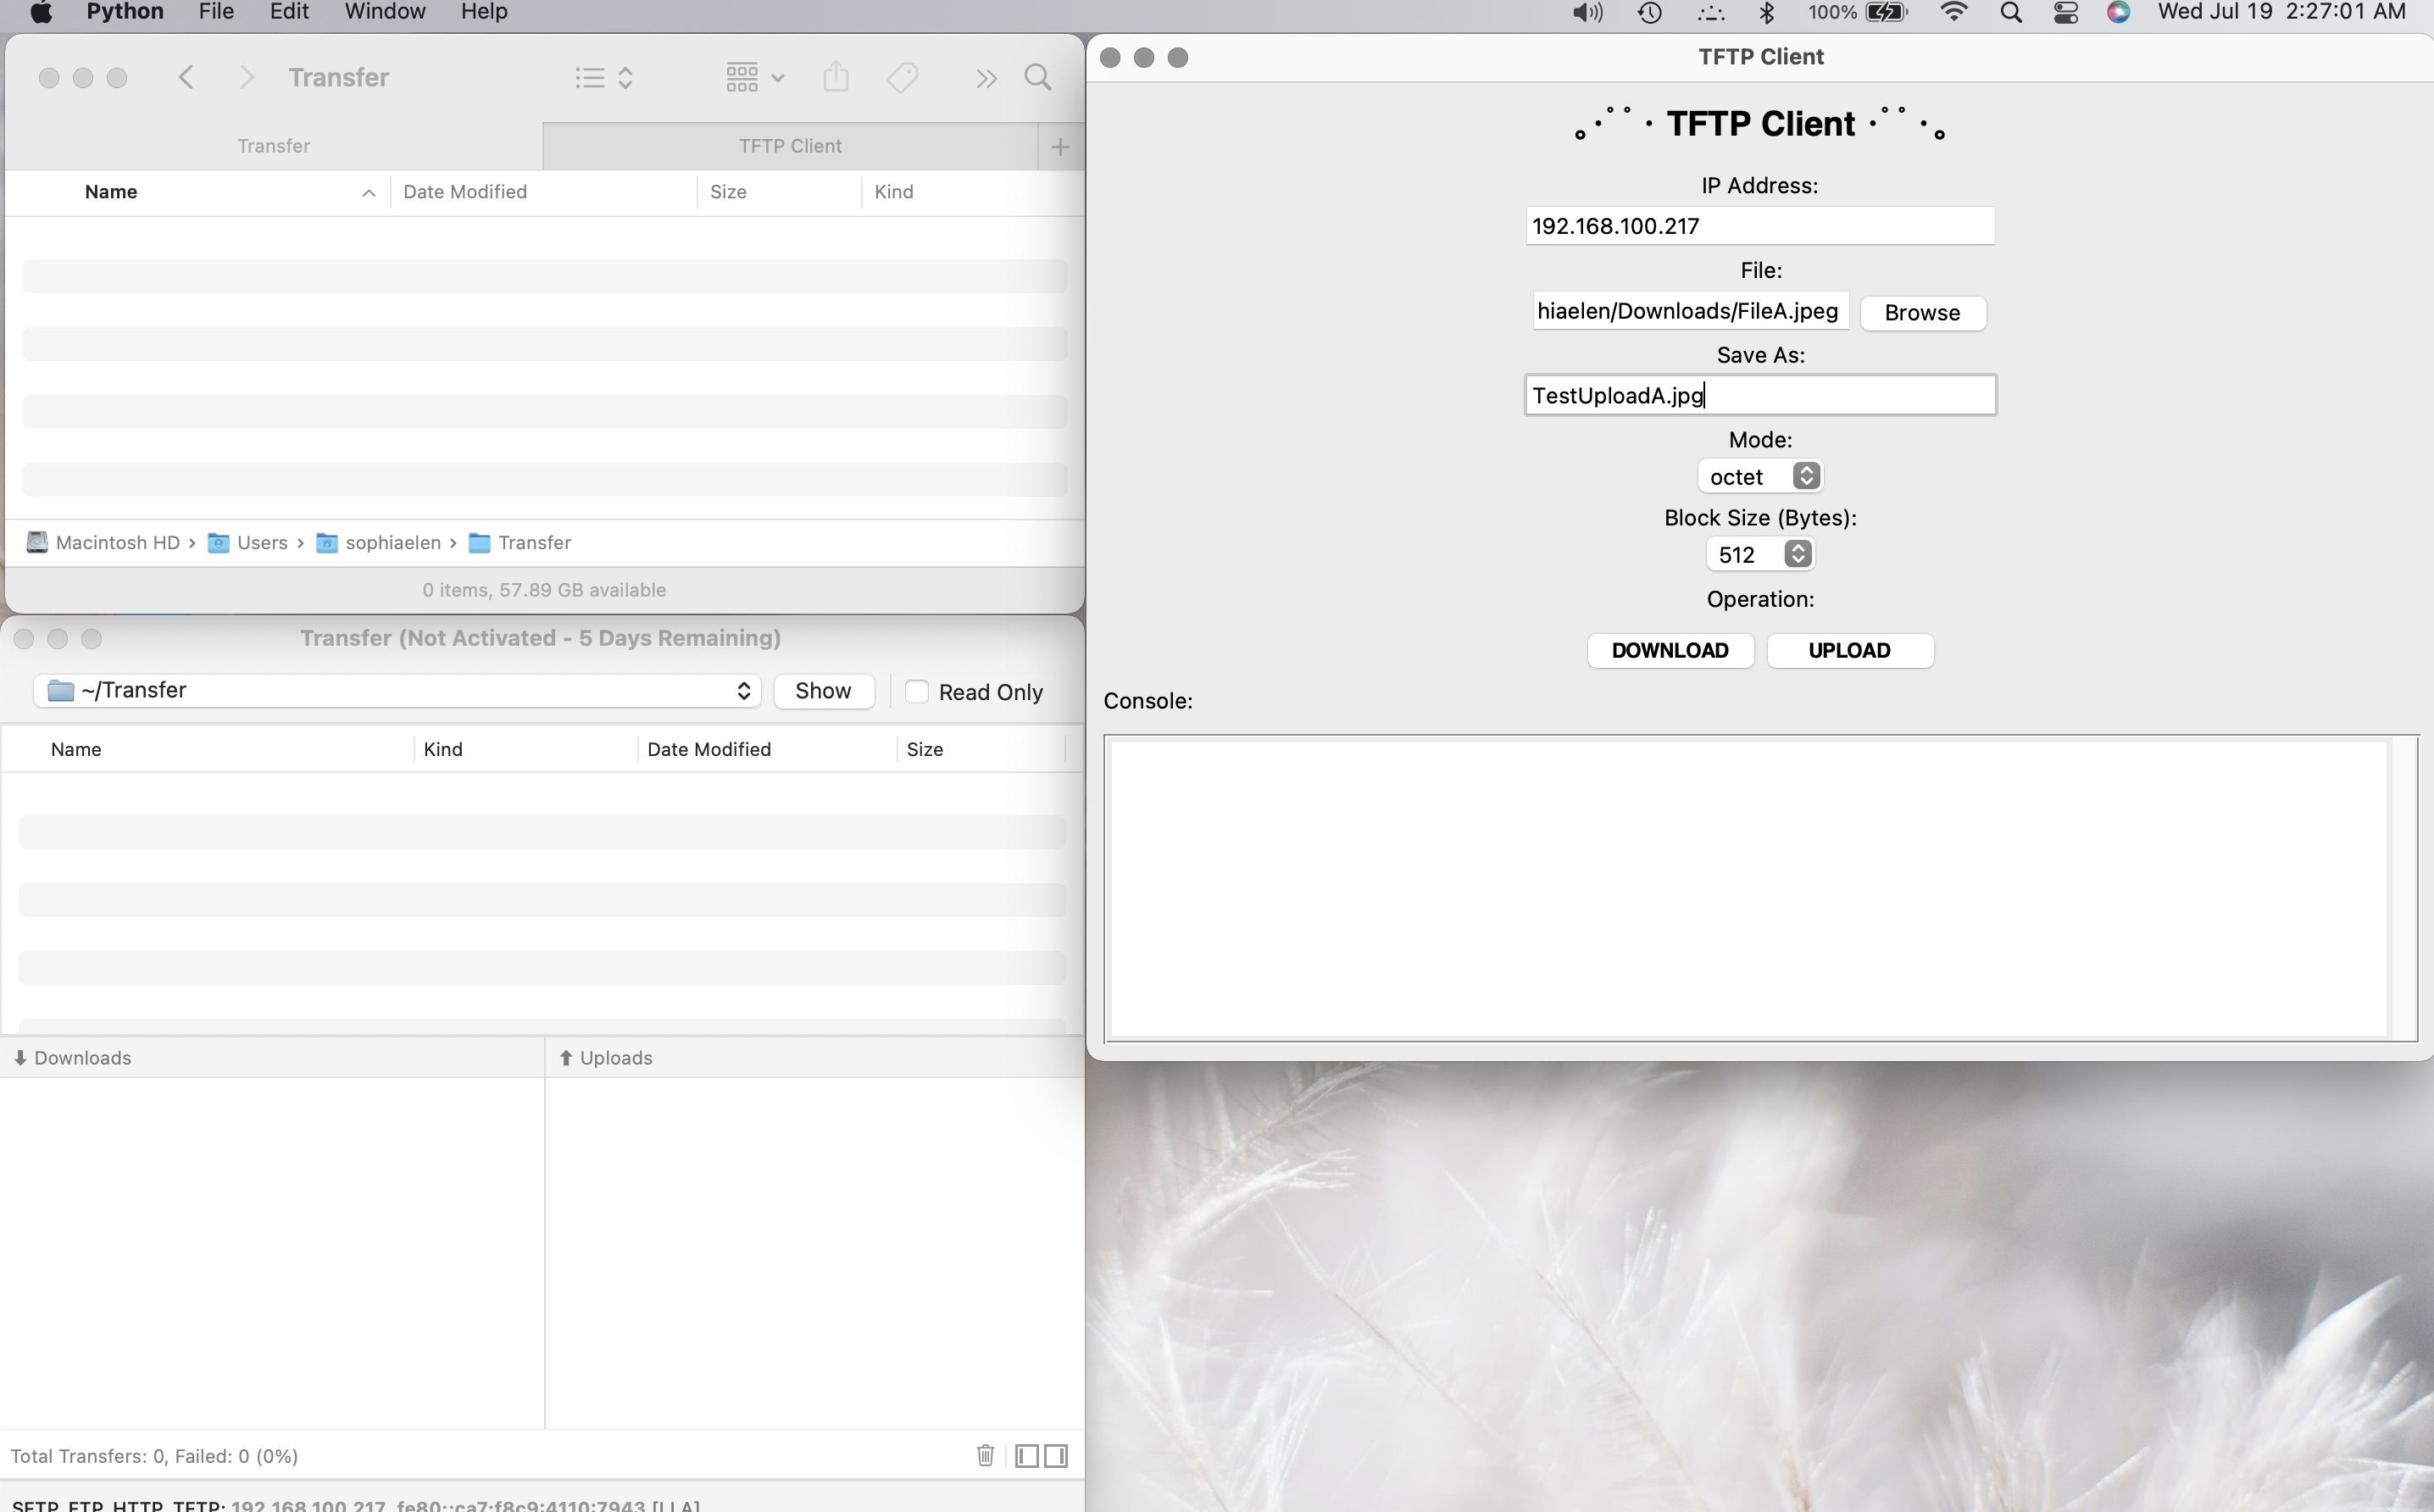 Python File Edit Window Help 100% Wed Jul 19 2:27:01 AM
Transfer
Transfer TFTP Client
Name Date Modified Size Kind
Macintosh HD › Users › sophiaelen › Transfer
0 items, 57.89 GB available
Transfer (Not Activated - 5 Days Remaining)
~/Transfer Show Read Only
Name Kind Date Modified Size
Downloads Uploads
Total Transfers: 0, Failed: 0 (0%)
SFTP, FTP, HTTP, TFTP: 192.168.100.217, fe80::ca7:f8c9:4110:7943 [LLA]
TFTP Client
｡･ﾟﾟ･ TFTP Client ･ﾟﾟ･｡
IP Address:
192.168.100.217
File:
hiaelen/Downloads/FileA.jpeg Browse
Save As:
TestUploadA.jpg
Mode:
octet
Block Size (Bytes):
512
Operation:
DOWNLOAD UPLOAD
Console: